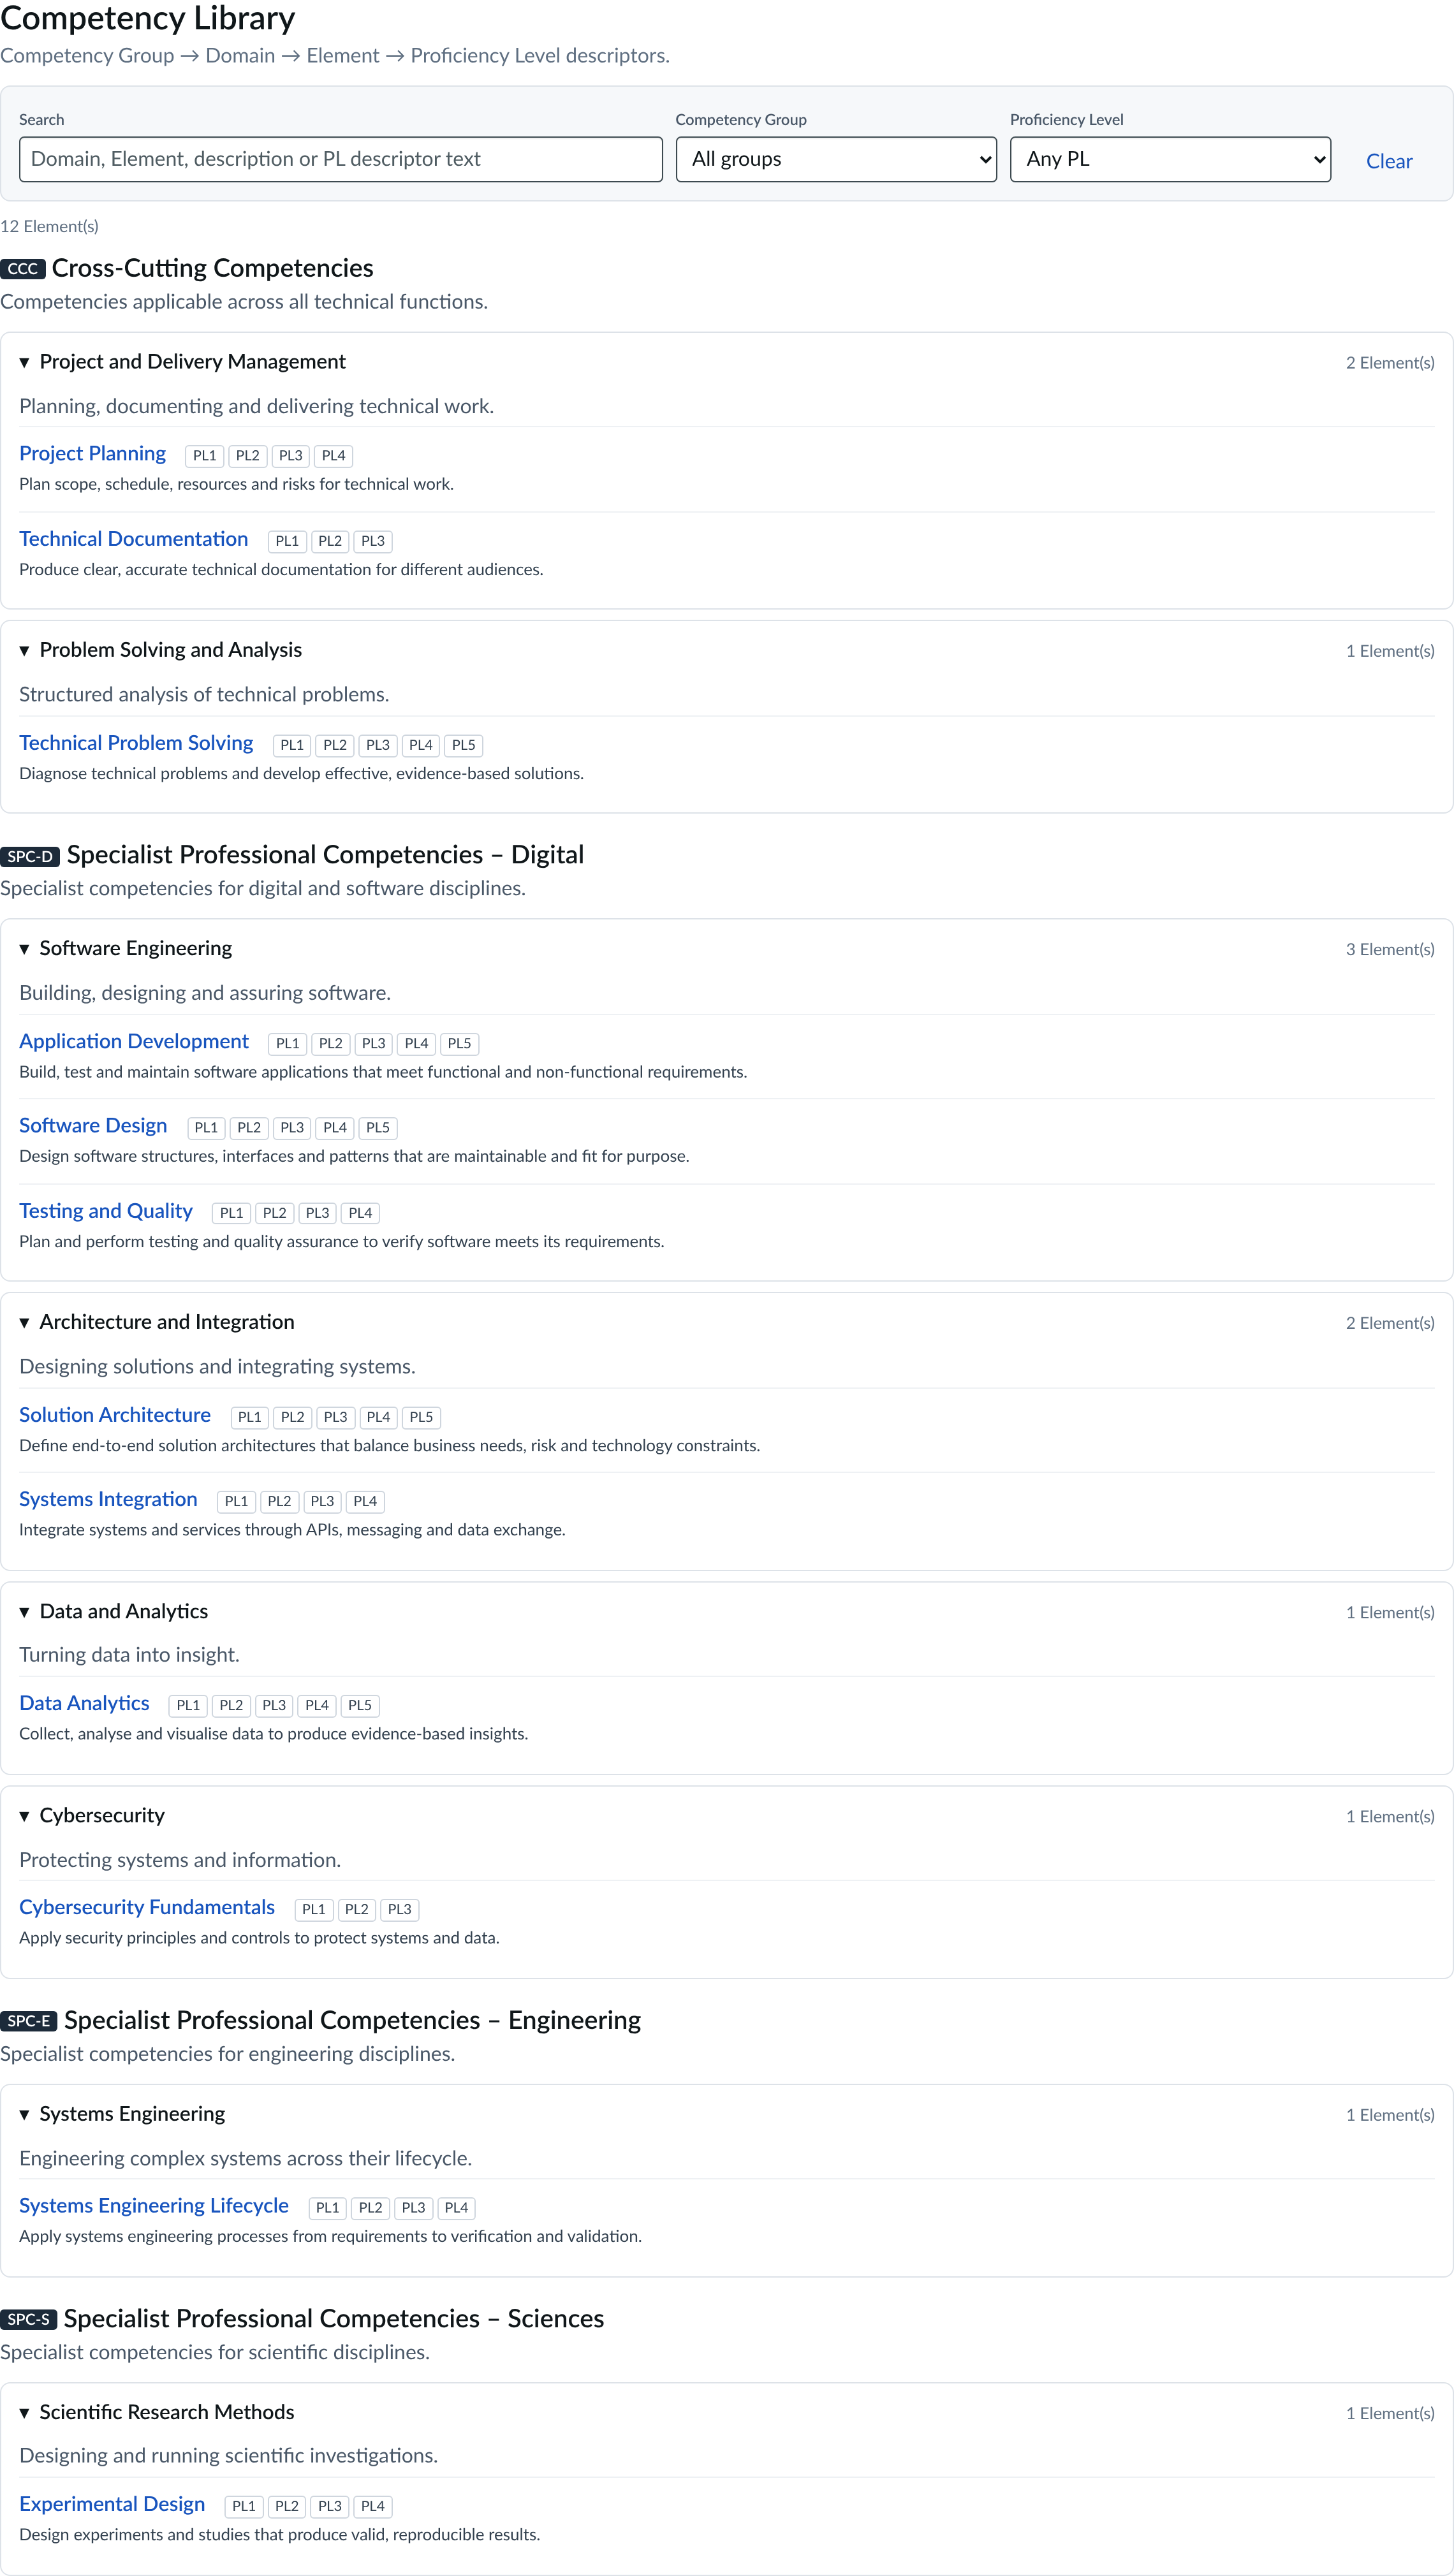 Competency Library
Competency Group → Domain → Element → Proficiency Level descriptors.
Search
Competency Group
Proficiency Level
Domain, Element, description or PL descriptor text
All groups
Any PL
Clear
12 Element(s)
CCC Cross-Cutting Competencies
Competencies applicable across all technical functions.
▼ Project and Delivery Management 2 Element(s)
Planning, documenting and delivering technical work.
Project Planning PL1 PL2 PL3 PL4
Plan scope, schedule, resources and risks for technical work.
Technical Documentation PL1 PL2 PL3
Produce clear, accurate technical documentation for different audiences.
▼ Problem Solving and Analysis 1 Element(s)
Structured analysis of technical problems.
Technical Problem Solving PL1 PL2 PL3 PL4 PL5
Diagnose technical problems and develop effective, evidence-based solutions.
SPC-D Specialist Professional Competencies – Digital
Specialist competencies for digital and software disciplines.
▼ Software Engineering 3 Element(s)
Building, designing and assuring software.
Application Development PL1 PL2 PL3 PL4 PL5
Build, test and maintain software applications that meet functional and non-functional requirements.
Software Design PL1 PL2 PL3 PL4 PL5
Design software structures, interfaces and patterns that are maintainable and fit for purpose.
Testing and Quality PL1 PL2 PL3 PL4
Plan and perform testing and quality assurance to verify software meets its requirements.
▼ Architecture and Integration 2 Element(s)
Designing solutions and integrating systems.
Solution Architecture PL1 PL2 PL3 PL4 PL5
Define end-to-end solution architectures that balance business needs, risk and technology constraints.
Systems Integration PL1 PL2 PL3 PL4
Integrate systems and services through APIs, messaging and data exchange.
▼ Data and Analytics 1 Element(s)
Turning data into insight.
Data Analytics PL1 PL2 PL3 PL4 PL5
Collect, analyse and visualise data to produce evidence-based insights.
▼ Cybersecurity 1 Element(s)
Protecting systems and information.
Cybersecurity Fundamentals PL1 PL2 PL3
Apply security principles and controls to protect systems and data.
SPC-E Specialist Professional Competencies – Engineering
Specialist competencies for engineering disciplines.
▼ Systems Engineering 1 Element(s)
Engineering complex systems across their lifecycle.
Systems Engineering Lifecycle PL1 PL2 PL3 PL4
Apply systems engineering processes from requirements to verification and validation.
SPC-S Specialist Professional Competencies – Sciences
Specialist competencies for scientific disciplines.
▼ Scientific Research Methods 1 Element(s)
Designing and running scientific investigations.
Experimental Design PL1 PL2 PL3 PL4
Design experiments and studies that produce valid, reproducible results.